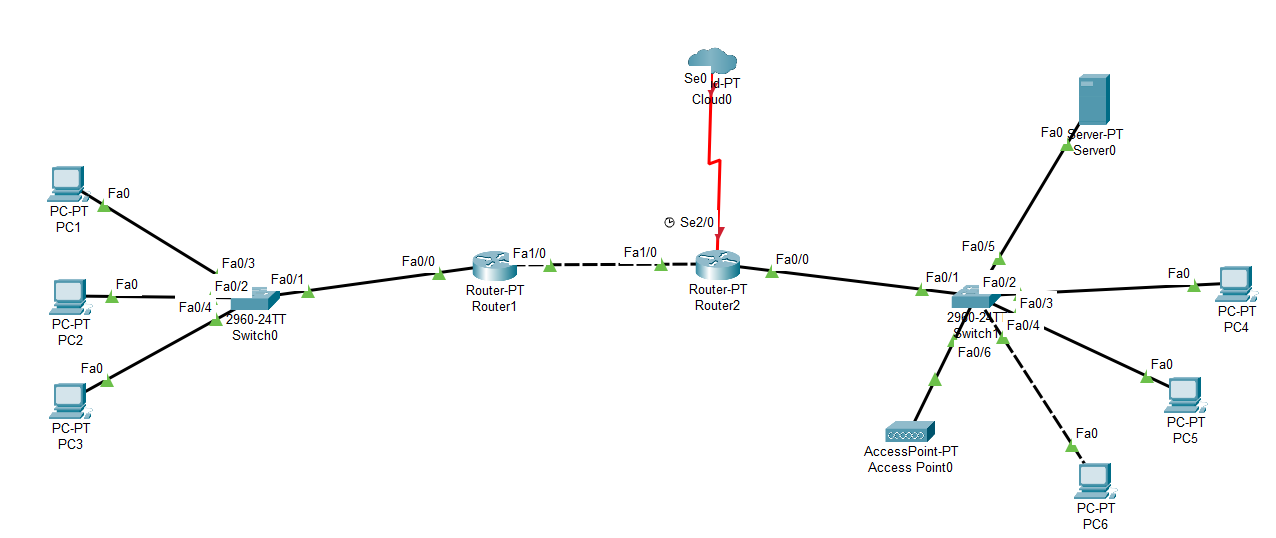 Se0
d-PT
Cloud0
Fa0
Server-PT
Server0
Fa0
PC-PT
PC1
Se2/0
Fa0/5
Fa0/3
Fa0/0
Fa1/0
Fa1/0
Fa0/0
Fa0/1
Fa0/2
Fa0
Fa0
Fa0/2
Fa0/1
Fa0/4
Router-PT
Router1
Router-PT
Router2
Fa0/3
PC-PT
PC4
PC-PT
PC2
2960-24TT
Switch0
2960-24T
Switch1
Fa0/4
Fa0/6
Fa0
Fa0
PC-PT
PC3
PC-PT
PC5
Fa0
AccessPoint-PT
Access Point0
PC-PT
PC6